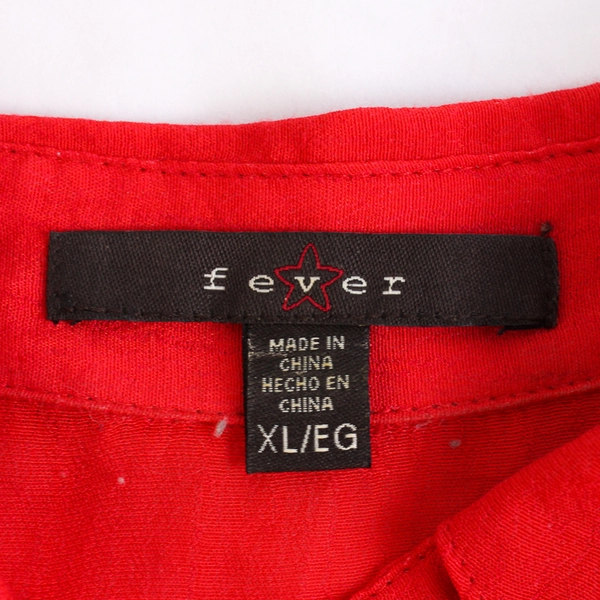 fever
MADE IN
CHINA
HECHO EN
CHINA
XL/EG